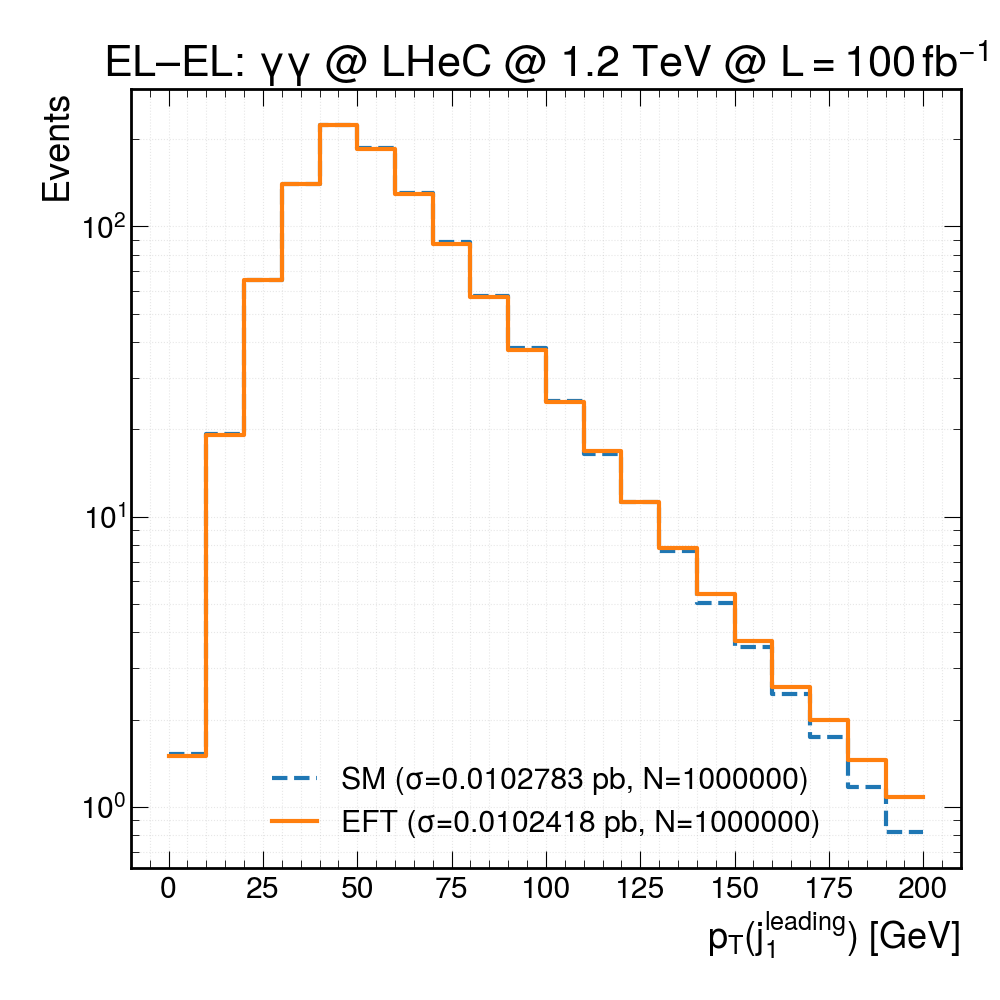 EL–EL: γγ @ LHeC @ 1.2 TeV @ L = 100 fb⁻¹
Events
10²
10¹
10⁰
SM (σ=0.0102783 pb, N=1000000)
EFT (σ=0.0102418 pb, N=1000000)
0 25 50 75 100 125 150 175 200
p_T(j_1^leading) [GeV]